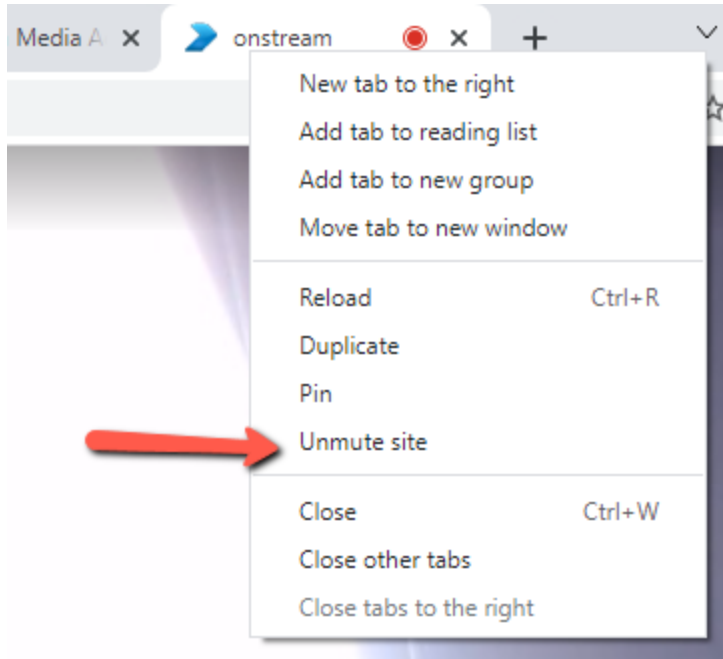 Media A
onstream
New tab to the right
Add tab to reading list
Add tab to new group
Move tab to new window
Reload Ctrl+R
Duplicate
Pin
Unmute site
Close Ctrl+W
Close other tabs
Close tabs to the right